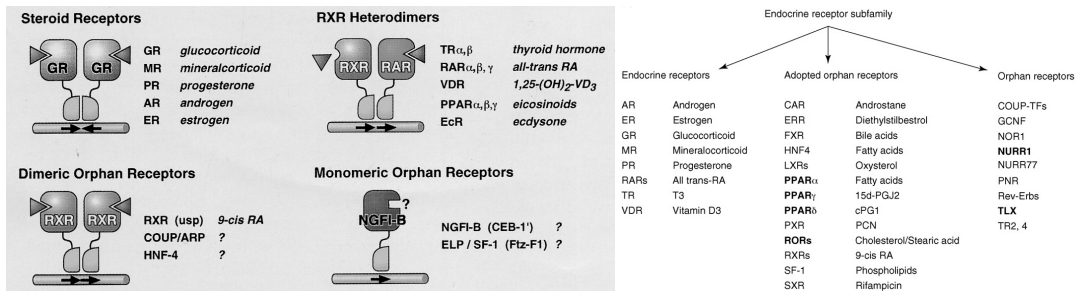 Steroid Receptors
GR GR
GR glucocorticoid
MR mineralcorticoid
PR progesterone
AR androgen
ER estrogen
RXR Heterodimers
RXR RAR
TRα,β thyroid hormone
RARα,β, γ all-trans RA
VDR 1,25-(OH)₂-VD₃
PPARα,β,γ eicosinoids
EcR ecdysone
Dimeric Orphan Receptors
RXR RXR
RXR (usp) 9-cis RA
COUP/ARP ?
HNF-4 ?
Monomeric Orphan Receptors
?
NGFI-B
NGFI-B (CEB-1') ?
ELP / SF-1 (Ftz-F1) ?
Endocrine receptor subfamily
Endocrine receptors
AR Androgen
ER Estrogen
GR Glucocorticoid
MR Mineralocorticoid
PR Progesterone
RARs All trans-RA
TR T3
VDR Vitamin D3
Adopted orphan receptors
CAR Androstane
ERR Diethylstilbestrol
FXR Bile acids
HNF4 Fatty acids
LXRs Oxysterol
PPARα Fatty acids
PPARγ 15d-PGJ2
PPARδ cPG1
PXR PCN
RORs Cholesterol/Stearic acid
RXRs 9-cis RA
SF-1 Phospholipids
SXR Rifampicin
Orphan receptors
COUP-TFs
GCNF
NOR1
NURR1
NURR77
PNR
Rev-Erbs
TLX
TR2, 4